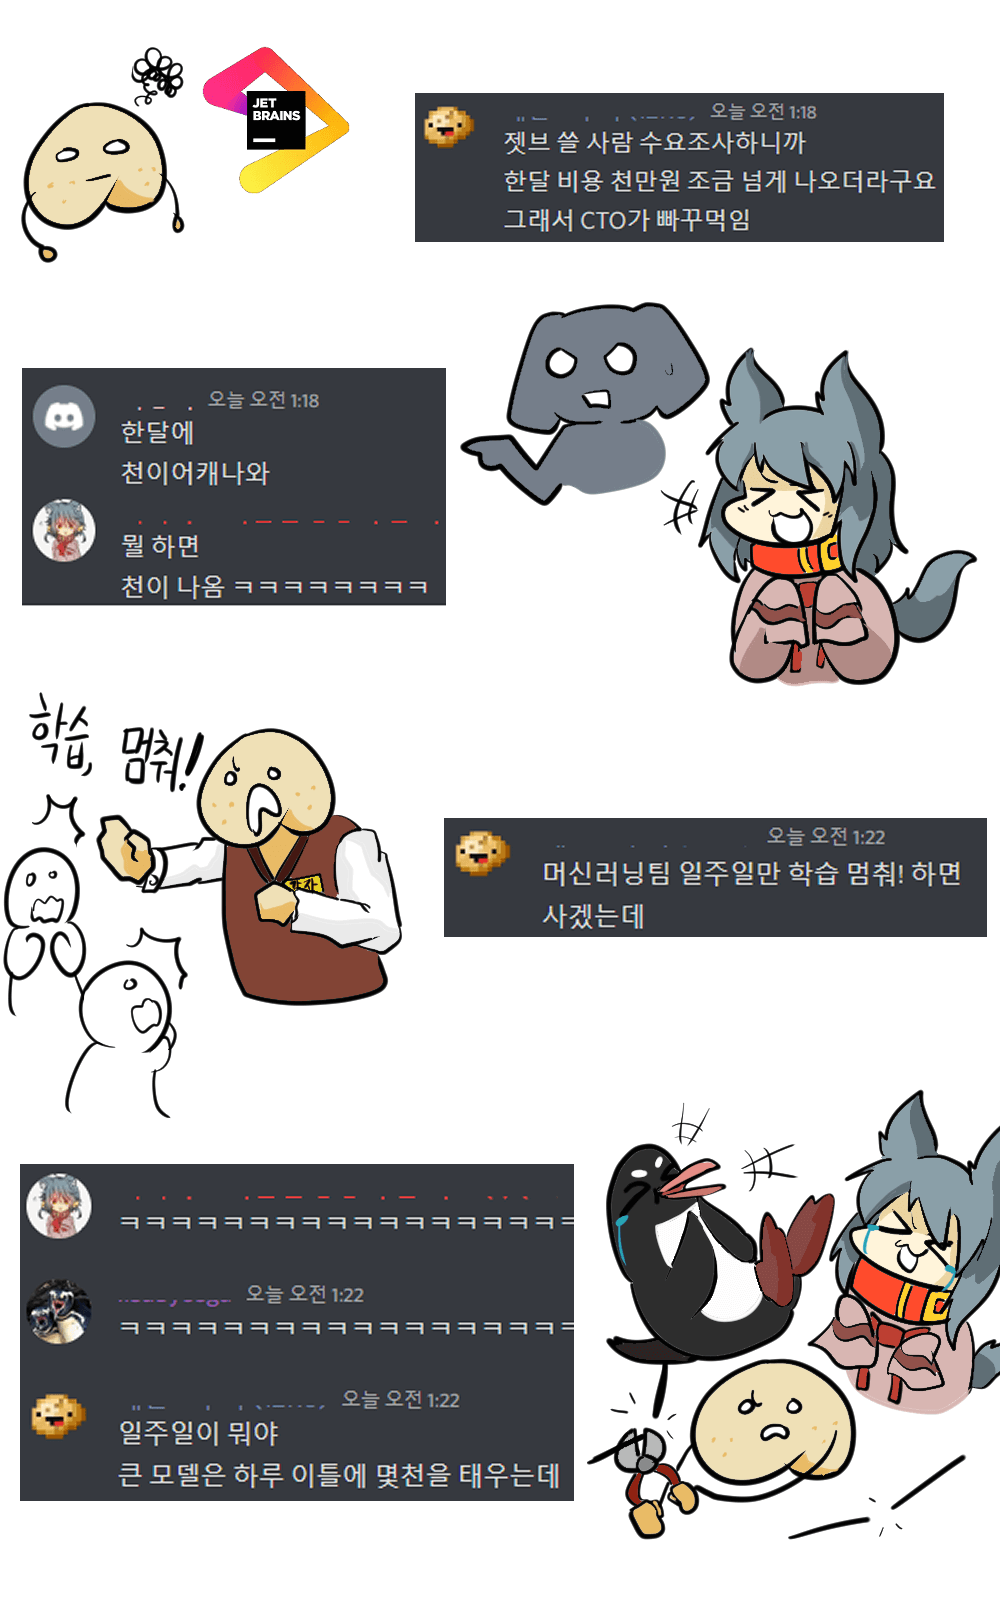 JET
BRAINS
오늘 오전 1:18
젯브 쓸 사람 수요조사하니까
한달 비용 천만원 조금 넘게 나오더라구요
그래서 CTO가 빠꾸먹임
오늘 오전 1:18
한달에
천이어캐나와
뭘 하면
천이 나옴 ㅋㅋㅋㅋㅋㅋㅋㅋ
학습, 멈춰!
감자
오늘 오전 1:22
머신러닝팀 일주일만 학습 멈춰! 하면
사겠는데
ㅋㅋㅋㅋㅋㅋㅋㅋㅋㅋㅋㅋㅋㅋㅋㅋㅋㅋ
오늘 오전 1:22
ㅋㅋㅋㅋㅋㅋㅋㅋㅋㅋㅋㅋㅋㅋㅋㅋㅋㅋ
오늘 오전 1:22
일주일이 뭐야
큰 모델은 하루 이틀에 몇천을 태우는데